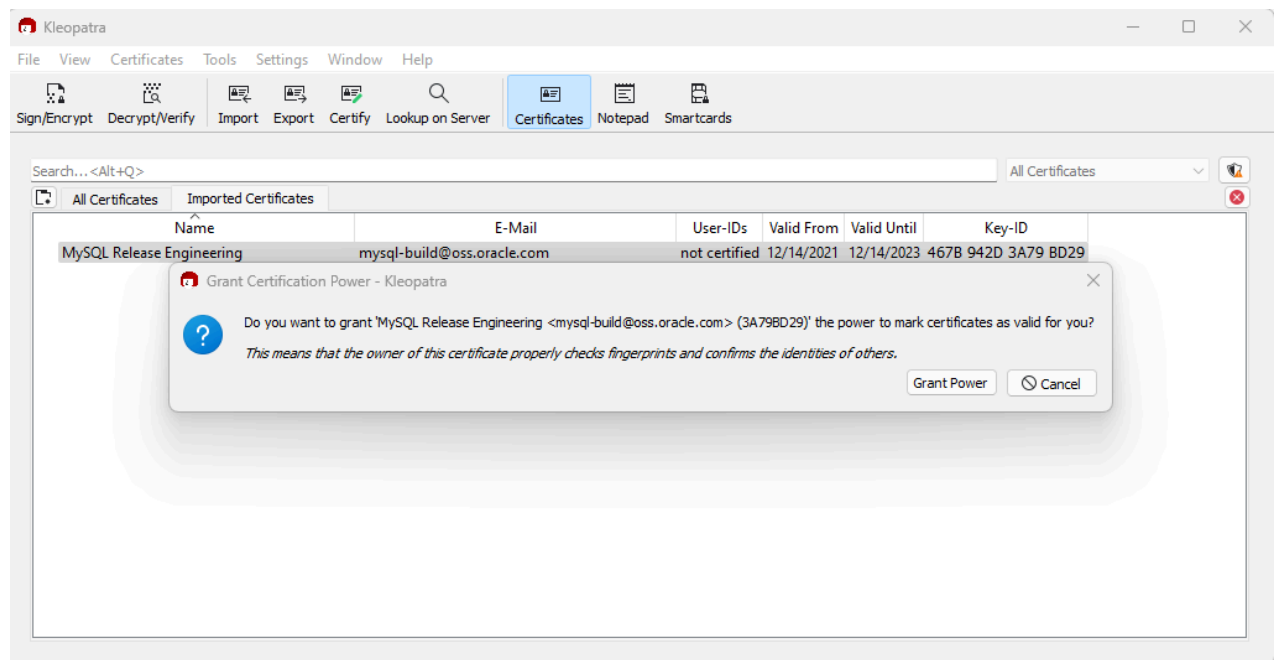 Kleopatra
File View Certificates Tools Settings Window Help
Sign/Encrypt Decrypt/Verify Import Export Certify Lookup on Server Certificates Notepad Smartcards
Search...<Alt+Q> All Certificates
All Certificates Imported Certificates
Name E-Mail User-IDs Valid From Valid Until Key-ID
MySQL Release Engineering mysql-build@oss.oracle.com not certified 12/14/2021 12/14/2023 467B 942D 3A79 BD29
Grant Certification Power - Kleopatra
Do you want to grant 'MySQL Release Engineering <mysql-build@oss.oracle.com> (3A79BD29)' the power to mark certificates as valid for you?
This means that the owner of this certificate properly checks fingerprints and confirms the identities of others.
Grant Power Cancel